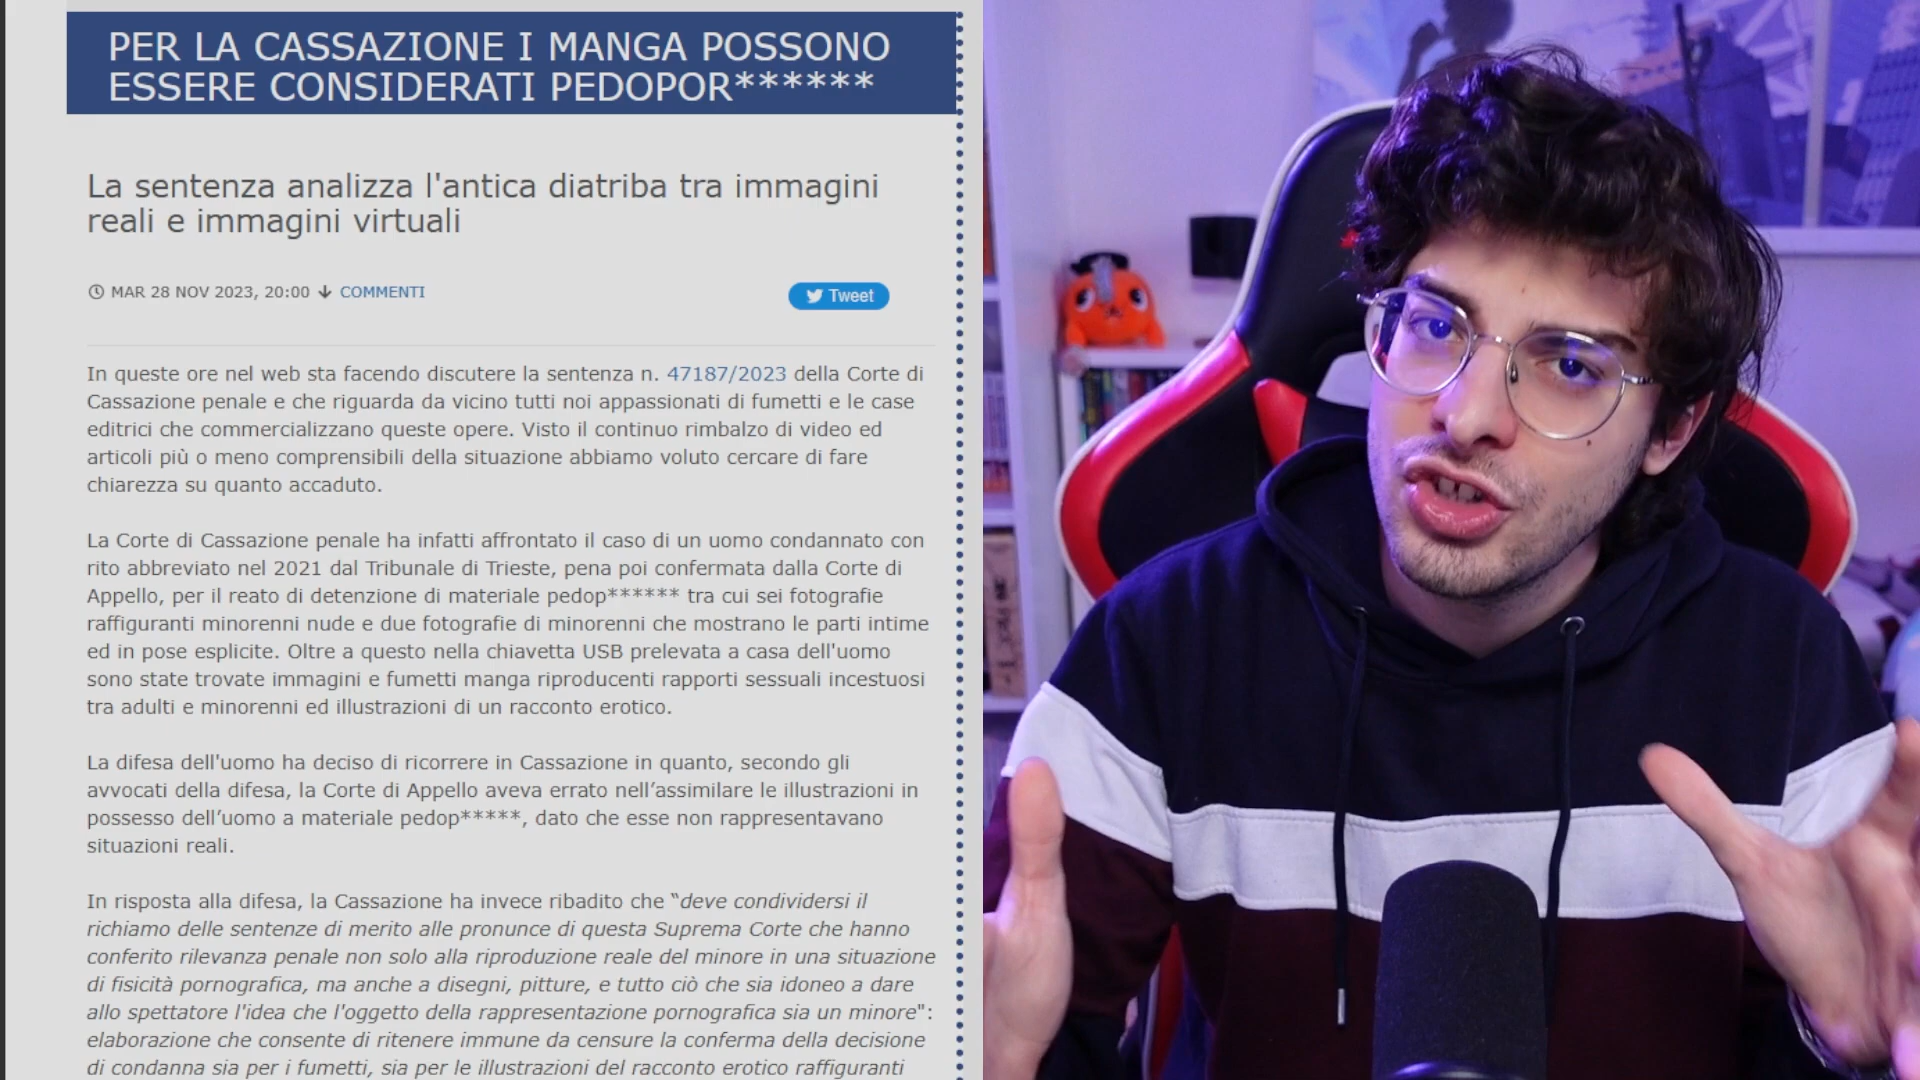 PER LA CASSAZIONE I MANGA POSSONO
ESSERE CONSIDERATI PEDOPOR******
La sentenza analizza l'antica diatriba tra immagini
reali e immagini virtuali
MAR 28 NOV 2023, 20:00 COMMENTI
Tweet
In queste ore nel web sta facendo discutere la sentenza n. 47187/2023 della Corte di
Cassazione penale e che riguarda da vicino tutti noi appassionati di fumetti e le case
editrici che commercializzano queste opere. Visto il continuo rimbalzo di video ed
articoli più o meno comprensibili della situazione abbiamo voluto cercare di fare
chiarezza su quanto accaduto.
La Corte di Cassazione penale ha infatti affrontato il caso di un uomo condannato con
rito abbreviato nel 2021 dal Tribunale di Trieste, pena poi confermata dalla Corte di
Appello, per il reato di detenzione di materiale pedop****** tra cui sei fotografie
raffiguranti minorenni nude e due fotografie di minorenni che mostrano le parti intime
ed in pose esplicite. Oltre a questo nella chiavetta USB prelevata a casa dell'uomo
sono state trovate immagini e fumetti manga riproducenti rapporti sessuali incestuosi
tra adulti e minorenni ed illustrazioni di un racconto erotico.
La difesa dell'uomo ha deciso di ricorrere in Cassazione in quanto, secondo gli
avvocati della difesa, la Corte di Appello aveva errato nell’assimilare le illustrazioni in
possesso dell’uomo a materiale pedop*****, dato che esse non rappresentavano
situazioni reali.
In risposta alla difesa, la Cassazione ha invece ribadito che “deve condividersi il
richiamo delle sentenze di merito alle pronunce di questa Suprema Corte che hanno
conferito rilevanza penale non solo alla riproduzione reale del minore in una situazione
di fisicità pornografica, ma anche a disegni, pitture, e tutto ciò che sia idoneo a dare
allo spettatore l'idea che l'oggetto della rappresentazione pornografica sia un minore":
elaborazione che consente di ritenere immune da censure la conferma della decisione
di condanna sia per i fumetti, sia per le illustrazioni del racconto erotico raffiguranti